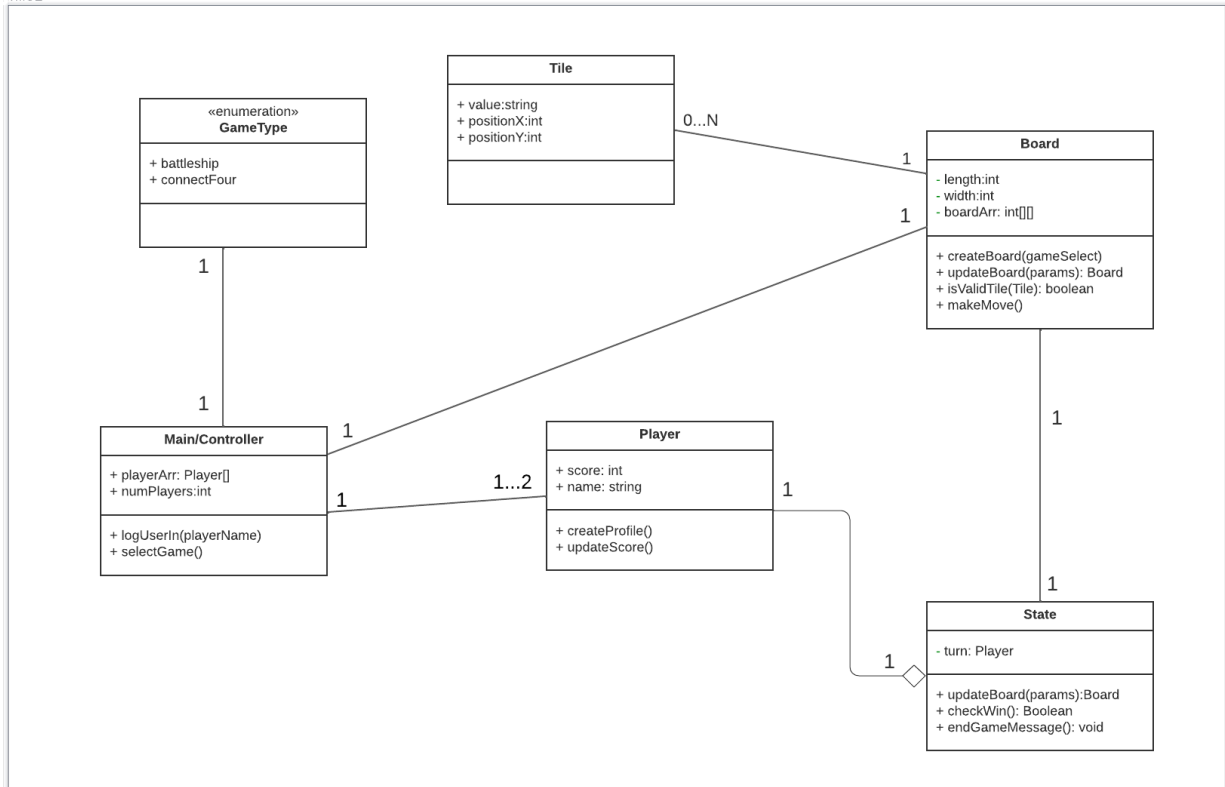 Tile
+ value:string
+ positionX:int
+ positionY:int
0...N
1
«enumeration»
GameType
+ battleship
+ connectFour
1
1
Board
- length:int
- width:int
- boardArr: int[][]
+ createBoard(gameSelect)
+ updateBoard(params): Board
+ isValidTile(Tile): boolean
+ makeMove()
1
1
Main/Controller
+ playerArr: Player[]
+ numPlayers:int
+ logUserIn(playerName)
+ selectGame()
1
1...2
Player
+ score: int
+ name: string
+ createProfile()
+ updateScore()
1
1
1
1
State
- turn: Player
+ updateBoard(params):Board
+ checkWin(): Boolean
+ endGameMessage(): void